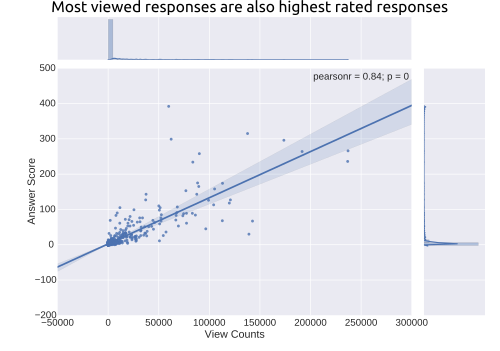 Most viewed responses are also highest rated responses
pearsonr = 0.84; p = 0
500
400
300
200
100
0
−100
−200
Answer Score
−50000 0 50000 100000 150000 200000 250000 300000
View Counts